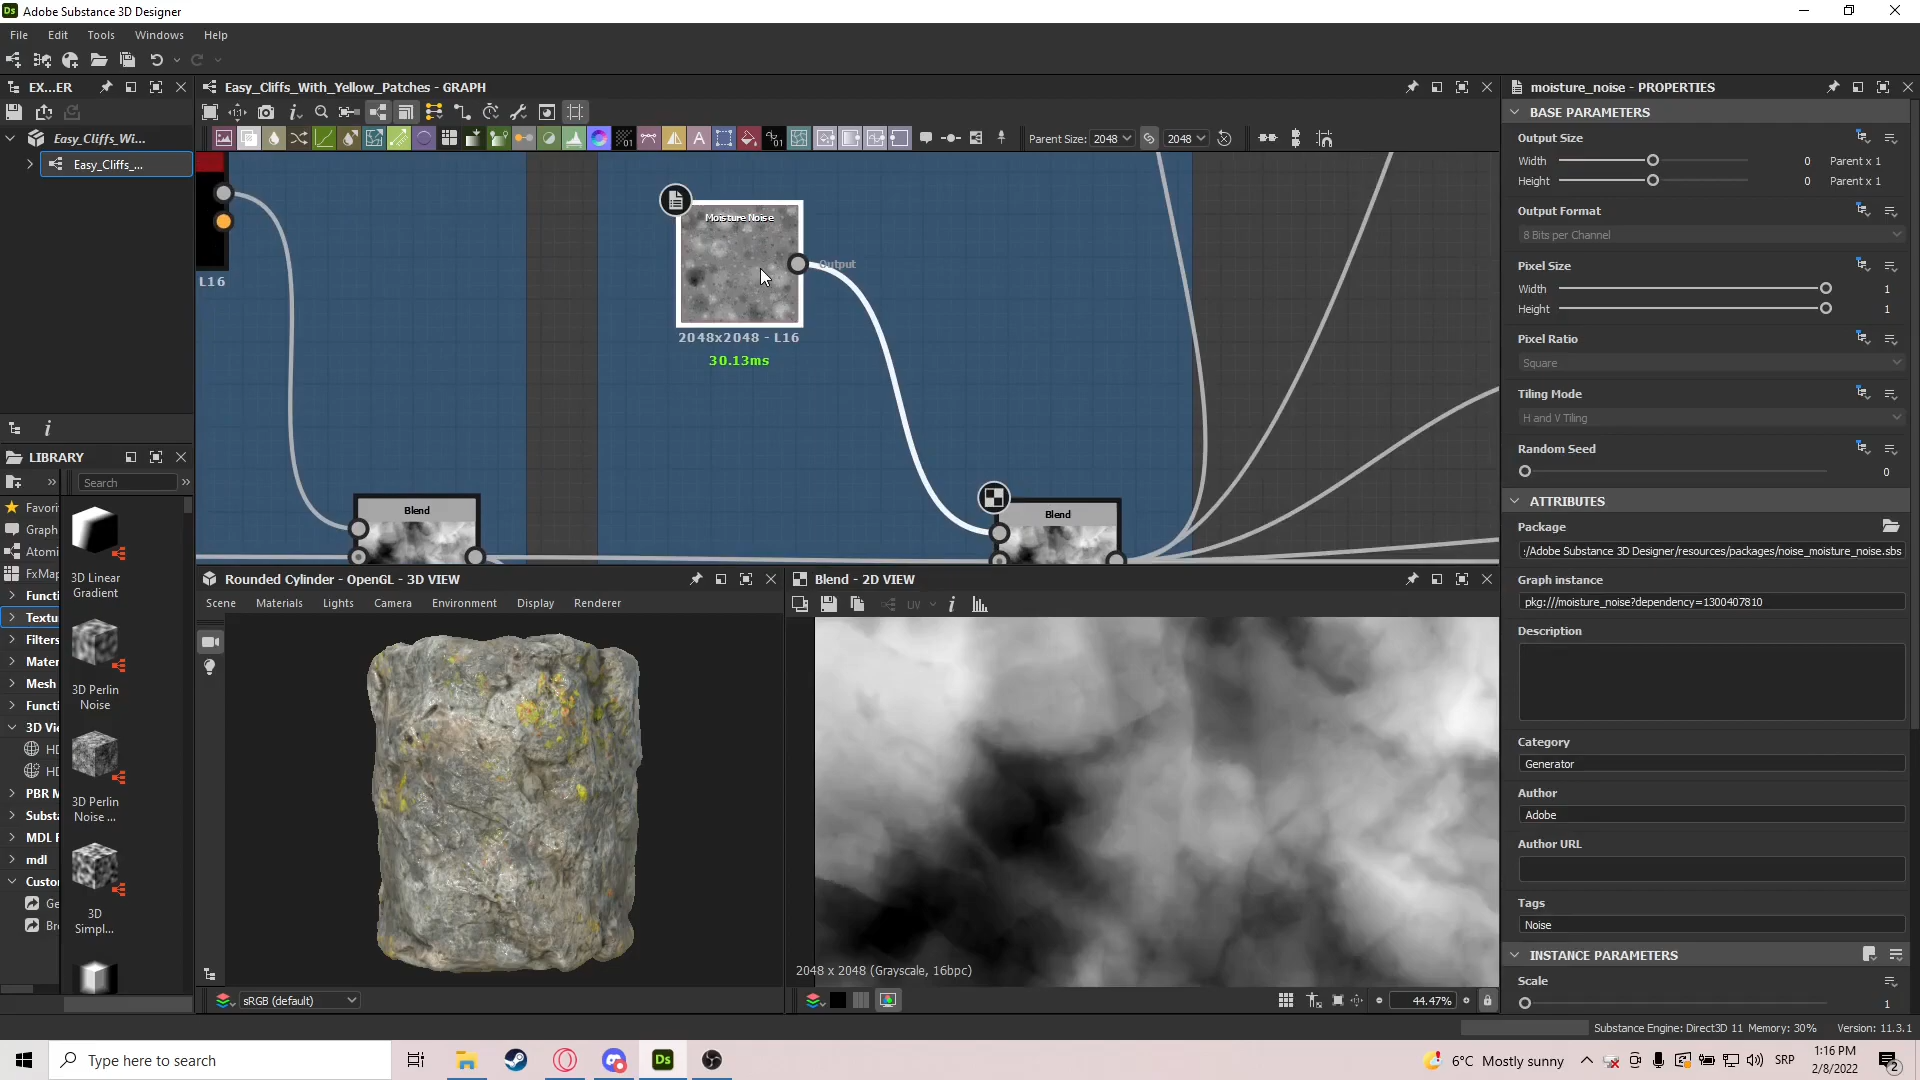 Adobe Substance 3D Designer
File Edit Tools Windows Help
EX...ER
Easy_Cliffs_With_Yellow_Patches - GRAPH
moisture_noise - PROPERTIES
Easy_Cliffs_Wi...
Easy_Cliffs_...
Parent Size: 2048 2048
BASE PARAMETERS
Output Size
Width 0 Parent x 1
Height 0 Parent x 1
Output Format
8 Bits per Channel
Pixel Size
Width 1
Height 1
Pixel Ratio
Square
Tiling Mode
H and V Tiling
Random Seed
0
ATTRIBUTES
Package
:/Adobe Substance 3D Designer/resources/packages/noise_moisture_noise.sbs
Graph instance
pkg:///moisture_noise?dependency=1300407810
Description
Category
Generator
Author
Adobe
Author URL
Tags
Noise
INSTANCE PARAMETERS
Scale
1
L16
Moisture Noise
Output
2048x2048 - L16
30.13ms
Blend
Blend
LIBRARY
Search
Favori
Graph
Atomi
FxMap
Functi
Textu
Filters
Mater
Mesh
Functi
3D Vie
HD
HD
PBR M
Substa
MDL F
mdl
Custo
Ge
Bro
3D Linear
Gradient
3D Perlin
Noise
3D Perlin
Noise ...
3D
Simpl...
Rounded Cylinder - OpenGL - 3D VIEW
Scene Materials Lights Camera Environment Display Renderer
sRGB (default)
Blend - 2D VIEW
UV
2048 x 2048 (Grayscale, 16bpc)
44.47%
Substance Engine: Direct3D 11 Memory: 30% Version: 11.3.1
Type here to search
Ds
6°C Mostly sunny
SRP
1:16 PM
2/8/2022
2